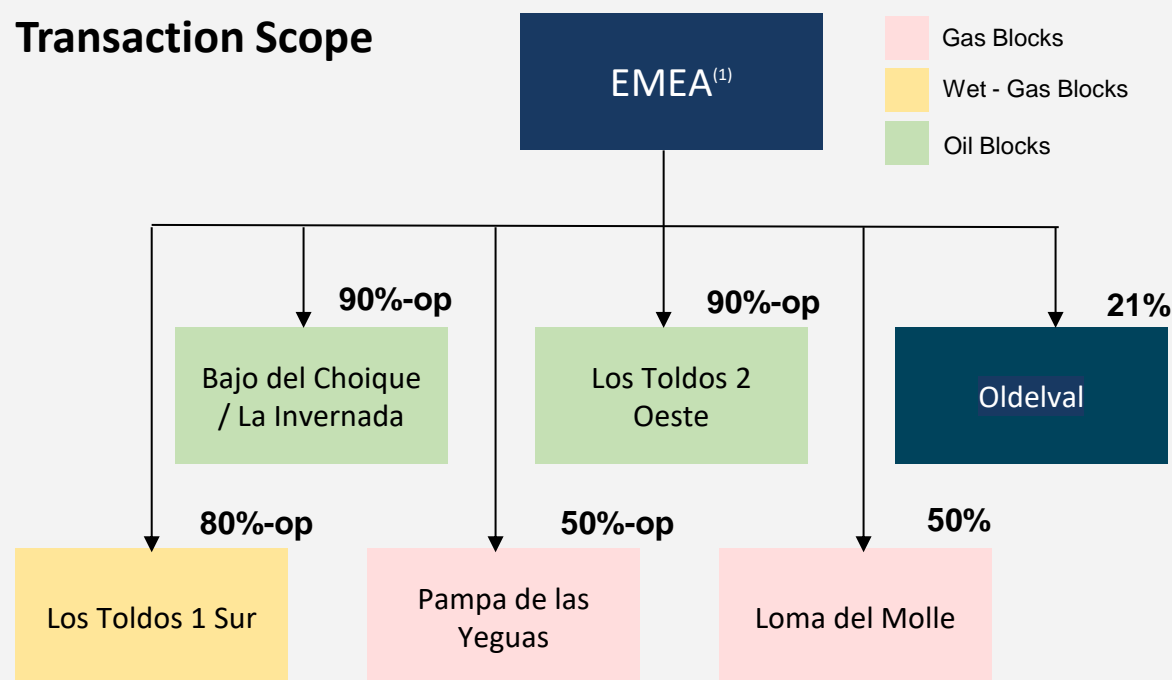 Transaction Scope
EMEA(1)
Gas Blocks
Wet - Gas Blocks
Oil Blocks
90%-op
90%-op
21%
Bajo del Choique
/ La Invernada
Los Toldos 2
Oeste
Oldelval
80%-op
50%-op
50%
Los Toldos 1 Sur
Pampa de las
Yeguas
Loma del Molle